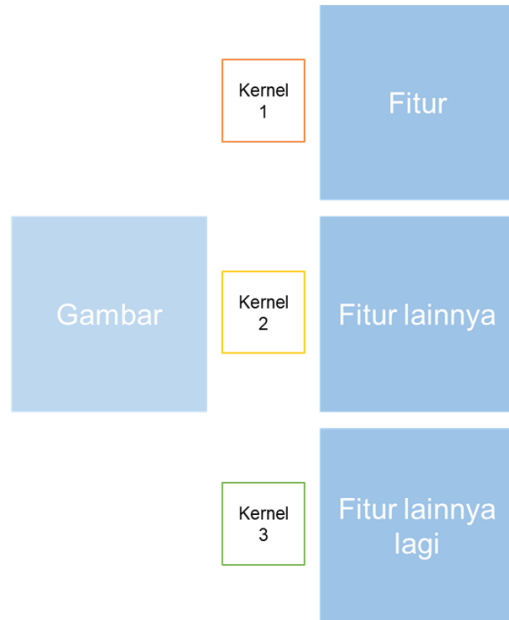 Kernel
1
Fitur
Gambar
Kernel
2
Fitur lainnya
Kernel
3
Fitur lainnya
lagi